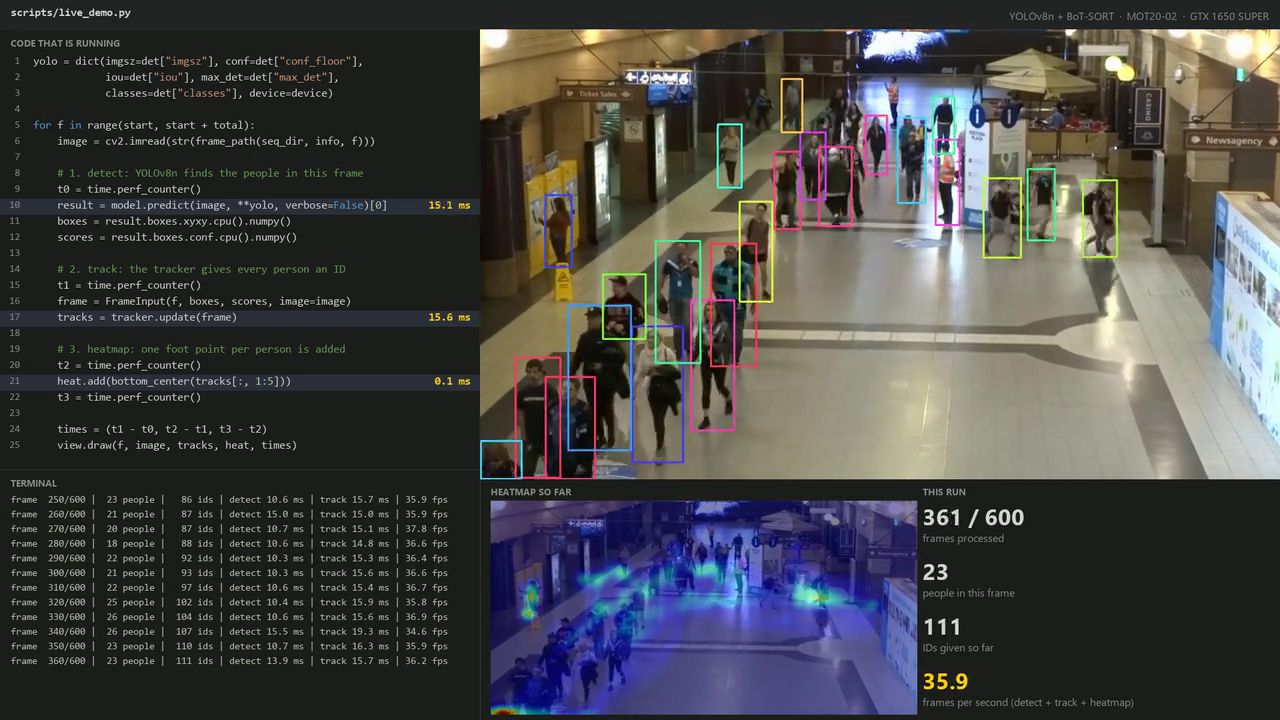 scripts/live_demo.py
YOLOv8n + BoT-SORT · MOT20-02 · GTX 1650 SUPER
CODE THAT IS RUNNING
1 yolo = dict(imgsz=det["imgsz"], conf=det["conf_floor"],
2 iou=det["iou"], max_det=det["max_det"],
3 classes=det["classes"], device=device)
4
5 for f in range(start, start + total):
6 image = cv2.imread(str(frame_path(seq_dir, info, f)))
7
8 # 1. detect: YOLOv8n finds the people in this frame
9 t0 = time.perf_counter()
10 result = model.predict(image, **yolo, verbose=False)[0] 15.1 ms
11 boxes = result.boxes.xyxy.cpu().numpy()
12 scores = result.boxes.conf.cpu().numpy()
13
14 # 2. track: the tracker gives every person an ID
15 t1 = time.perf_counter()
16 frame = FrameInput(f, boxes, scores, image=image)
17 tracks = tracker.update(frame) 15.6 ms
18
19 # 3. heatmap: one foot point per person is added
20 t2 = time.perf_counter()
21 heat.add(bottom_center(tracks[:, 1:5])) 0.1 ms
22 t3 = time.perf_counter()
23
24 times = (t1 - t0, t2 - t1, t3 - t2)
25 view.draw(f, image, tracks, heat, times)
Ticket Sales
CASINO
Newsagency
TERMINAL
frame 250/600 | 23 people | 86 ids | detect 10.6 ms | track 15.7 ms | 35.9 fps
frame 260/600 | 21 people | 87 ids | detect 15.0 ms | track 15.0 ms | 35.9 fps
frame 270/600 | 20 people | 87 ids | detect 10.7 ms | track 15.1 ms | 37.8 fps
frame 280/600 | 18 people | 88 ids | detect 10.6 ms | track 14.8 ms | 36.6 fps
frame 290/600 | 22 people | 92 ids | detect 10.3 ms | track 15.3 ms | 36.4 fps
frame 300/600 | 21 people | 93 ids | detect 10.3 ms | track 15.6 ms | 36.9 fps
frame 310/600 | 22 people | 97 ids | detect 10.6 ms | track 15.4 ms | 36.7 fps
frame 320/600 | 25 people | 102 ids | detect 10.4 ms | track 15.9 ms | 35.8 fps
frame 330/600 | 26 people | 104 ids | detect 10.6 ms | track 15.6 ms | 36.9 fps
frame 340/600 | 26 people | 107 ids | detect 15.5 ms | track 19.3 ms | 34.6 fps
frame 350/600 | 23 people | 110 ids | detect 10.7 ms | track 16.3 ms | 35.9 fps
frame 360/600 | 23 people | 111 ids | detect 13.9 ms | track 15.7 ms | 36.2 fps
HEATMAP SO FAR
Newsagency
THIS RUN
361 / 600
frames processed
23
people in this frame
111
IDs given so far
35.9
frames per second (detect + track + heatmap)